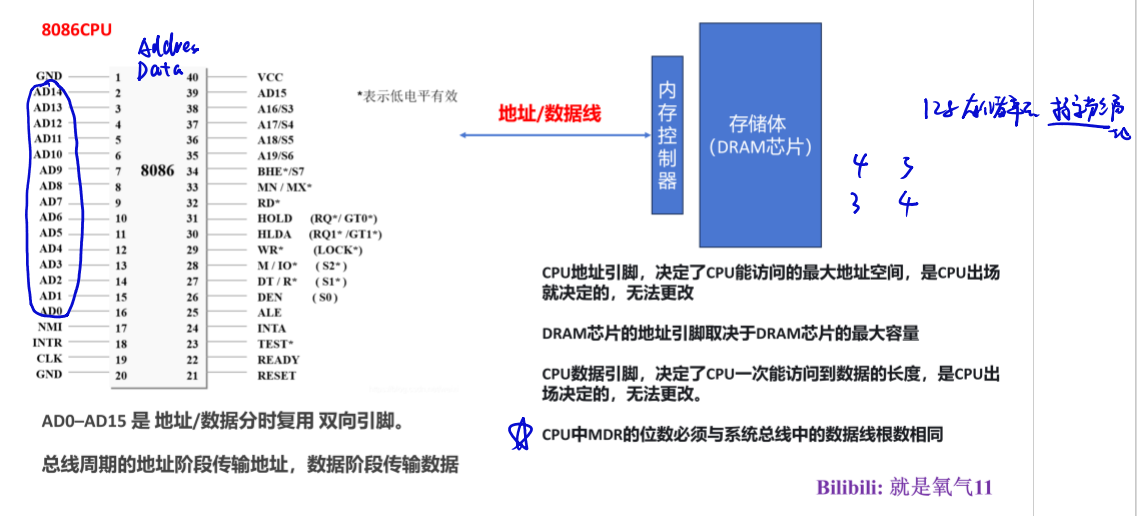 8086CPU
Address
Data
GND 1 40 VCC
AD14 2 39 AD15
AD13 3 38 A16/S3
AD12 4 37 A17/S4
AD11 5 36 A18/S5
AD10 6 35 A19/S6
AD9 7 8086 34 BHE*/S7
AD8 8 33 MN / MX*
AD7 9 32 RD*
AD6 10 31 HOLD (RQ*/ GT0*)
AD5 11 30 HLDA (RQ1* /GT1*)
AD4 12 29 WR* (LOCK*)
AD3 13 28 M / IO* ( S2*)
AD2 14 27 DT / R* ( S1*)
AD1 15 26 DEN ( S0)
AD0 16 25 ALE
NMI 17 24 INTA
INTR 18 23 TEST*
CLK 19 22 READY
GND 20 21 RESET
*表示低电平有效
AD0–AD15 是 地址/数据分时复用 双向引脚。
总线周期的地址阶段传输地址，数据阶段传输数据
地址/数据线
内存控制器
存储体
（DRAM芯片）
4 3
3 4
CPU地址引脚，决定了CPU能访问的最大地址空间，是CPU出场
就决定的，无法更改
DRAM芯片的地址引脚取决于DRAM芯片的最大容量
CPU数据引脚，决定了CPU一次能访问到数据的长度，是CPU出
场决定的，无法更改。
CPU中MDR的位数必须与系统总线中的数据线根数相同
Bilibili: 就是氧气11